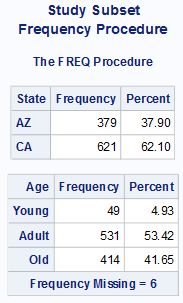 Study Subset
Frequency Procedure
The FREQ Procedure
State Frequency Percent
AZ 379 37.90
CA 621 62.10
Age Frequency Percent
Young 49 4.93
Adult 531 53.42
Old 414 41.65
Frequency Missing = 6